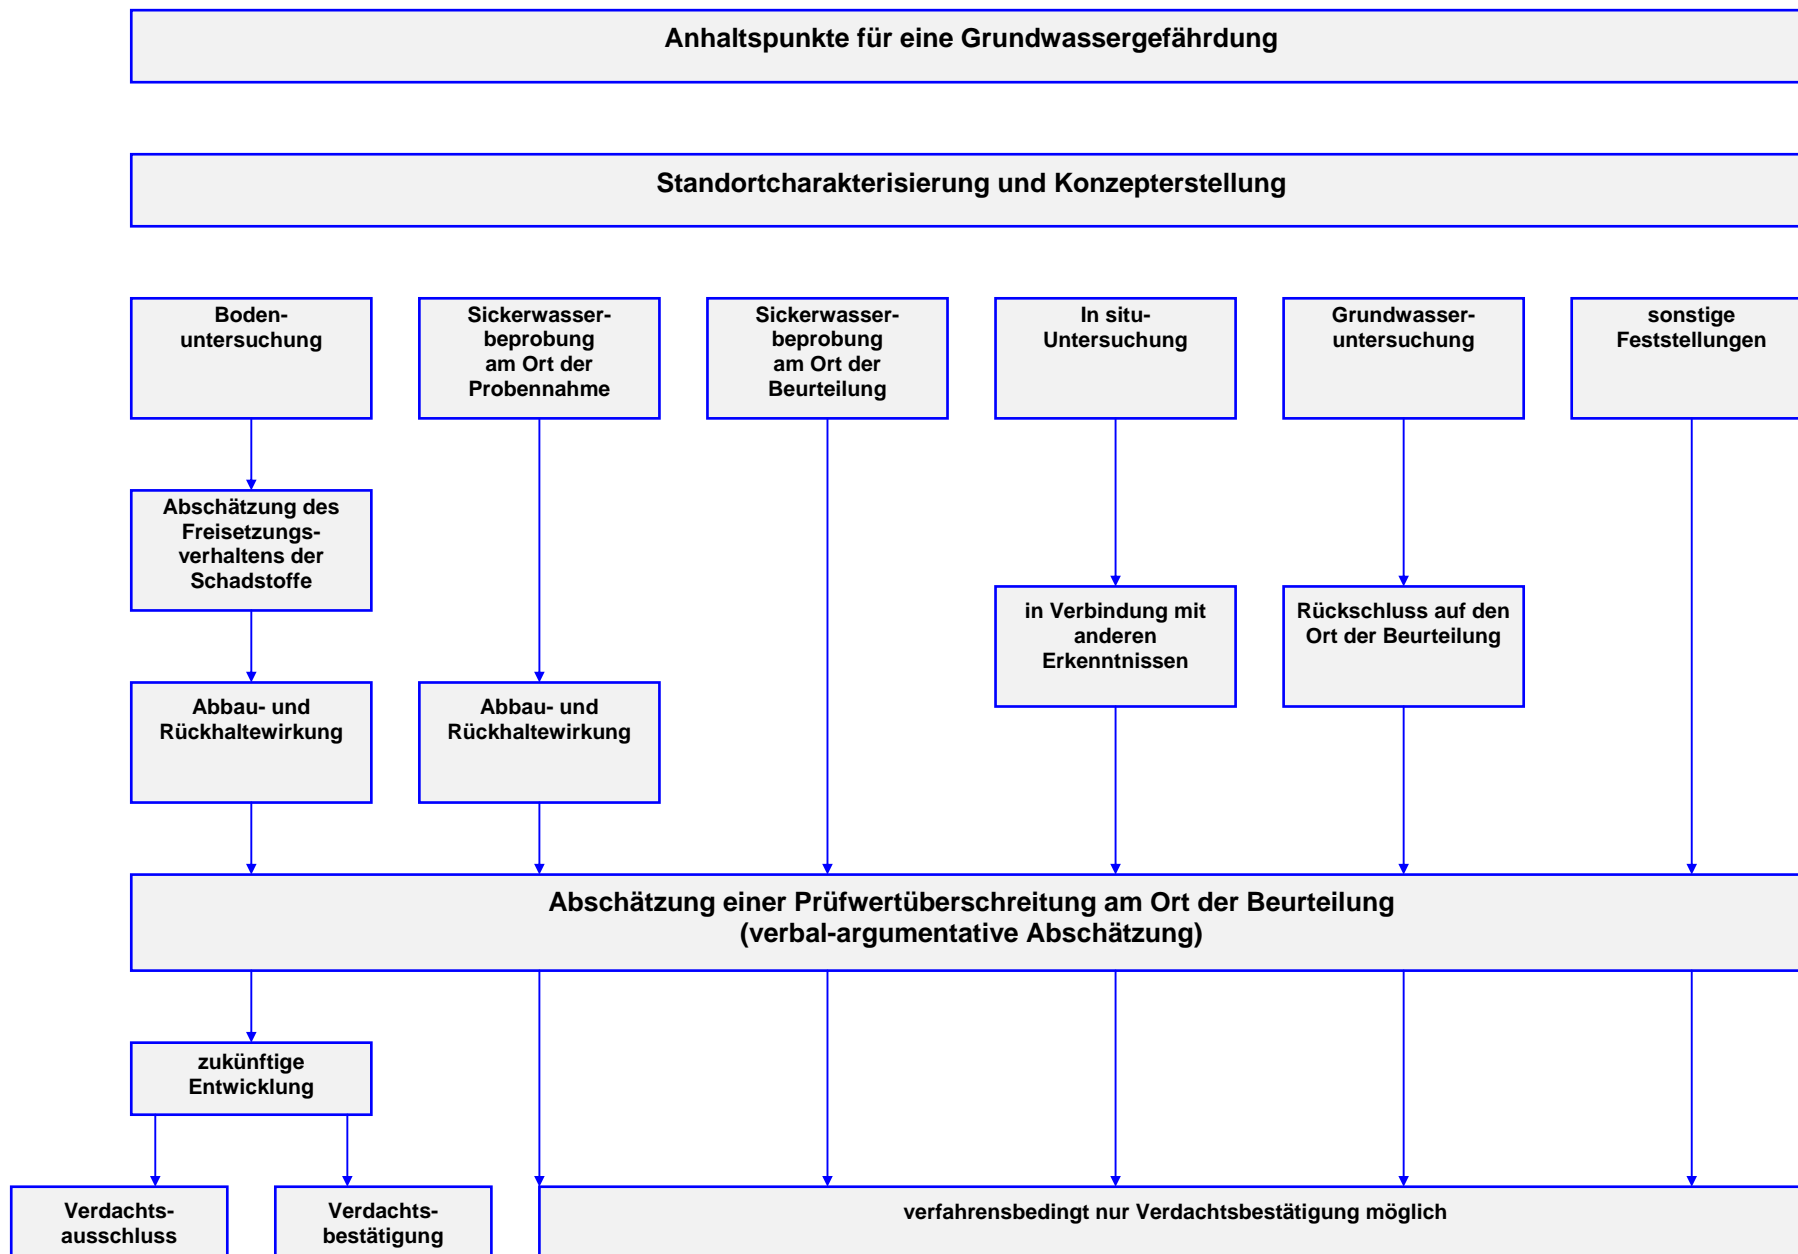 Anhaltspunkte für eine Grundwassergefährdung
Standortcharakterisierung und Konzepterstellung
Boden-
untersuchung
Sickerwasser-
beprobung
am Ort der
Probennahme
Sickerwasser-
beprobung
am Ort der
Beurteilung
In situ-
Untersuchung
Grundwasser-
untersuchung
sonstige
Feststellungen
Abschätzung des
Freisetzungs-
verhaltens der
Schadstoffe
in Verbindung mit
anderen
Erkenntnissen
Rückschluss auf den
Ort der Beurteilung
Abbau- und
Rückhaltewirkung
Abbau- und
Rückhaltewirkung
Abschätzung einer Prüfwertüberschreitung am Ort der Beurteilung
(verbal-argumentative Abschätzung)
zukünftige
Entwicklung
Verdachts-
ausschluss
Verdachts-
bestätigung
verfahrensbedingt nur Verdachtsbestätigung möglich